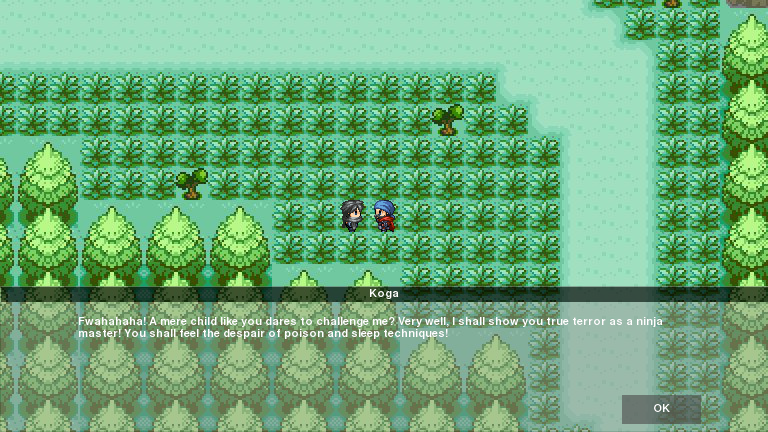 Koga
Fwahahaha! A mere child like you dares to challenge me? Very well, I shall show you true terror as a ninja
master! You shall feel the despair of poison and sleep techniques!
OK